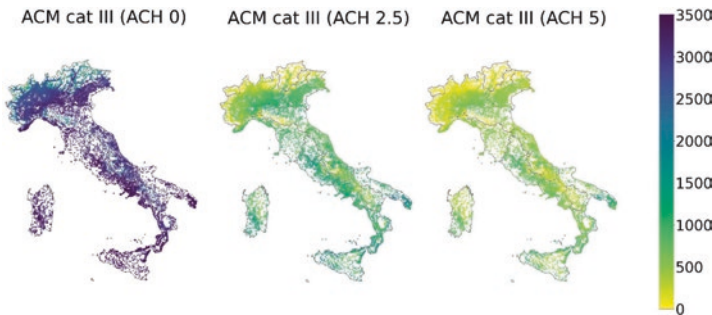 ACM cat III (ACH 0)
ACM cat III (ACH 2.5)
ACM cat III (ACH 5)
3500
3000
2500
2000
1500
1000
500
0